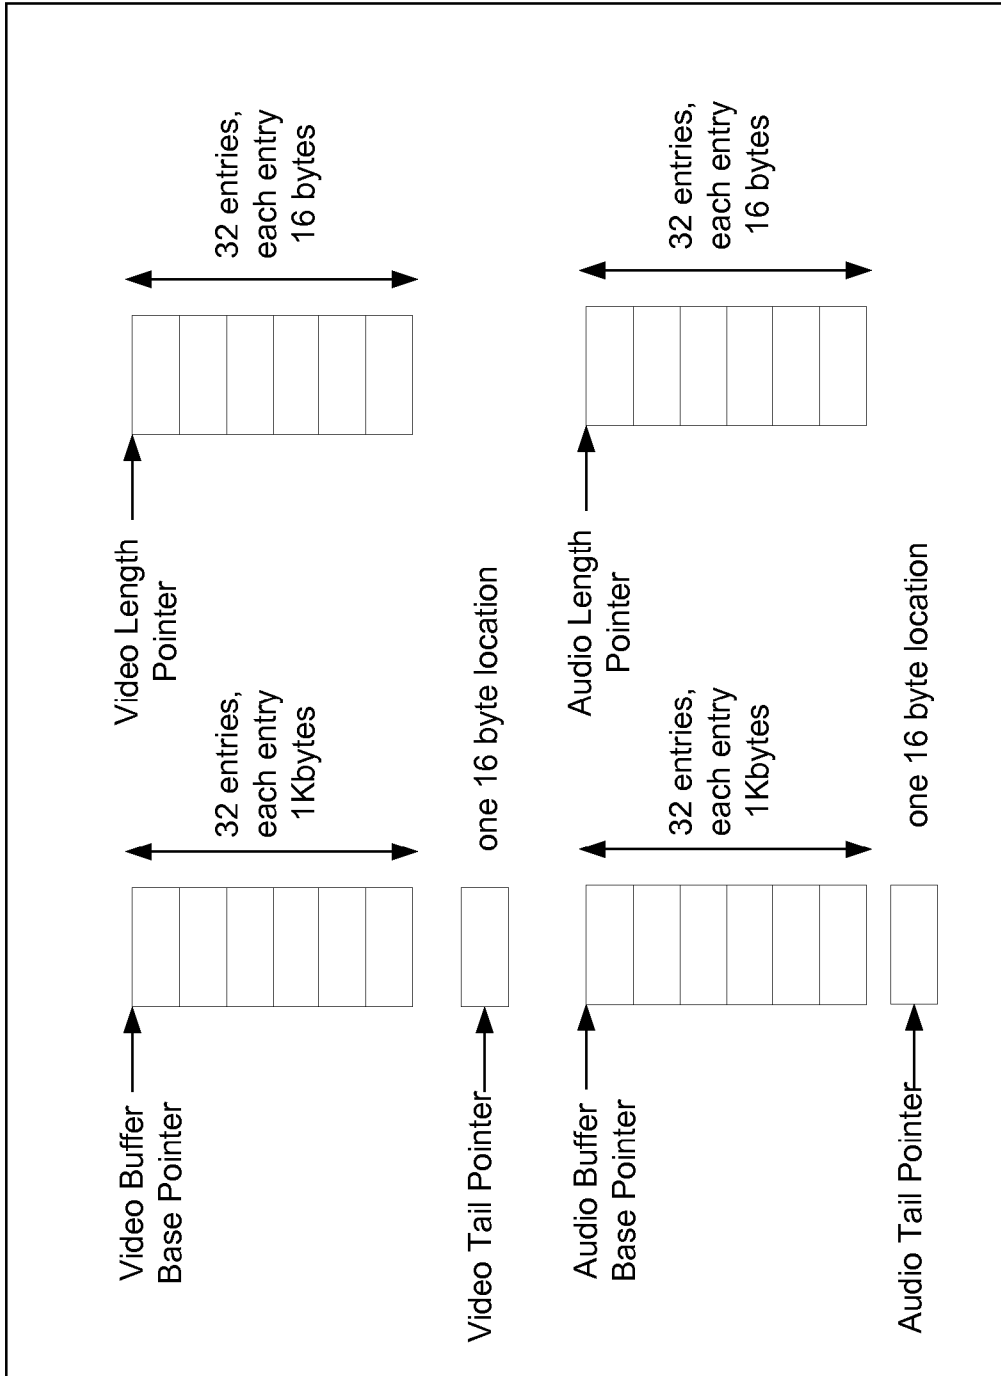 Video Buffer
Base Pointer
32 entries,
each entry
1Kbytes
Video Length
Pointer
32 entries,
each entry
16 bytes
Video Tail Pointer
one 16 byte location
Audio Buffer
Base Pointer
32 entries,
each entry
1Kbytes
Audio Length
Pointer
32 entries,
each entry
16 bytes
Audio Tail Pointer
one 16 byte location